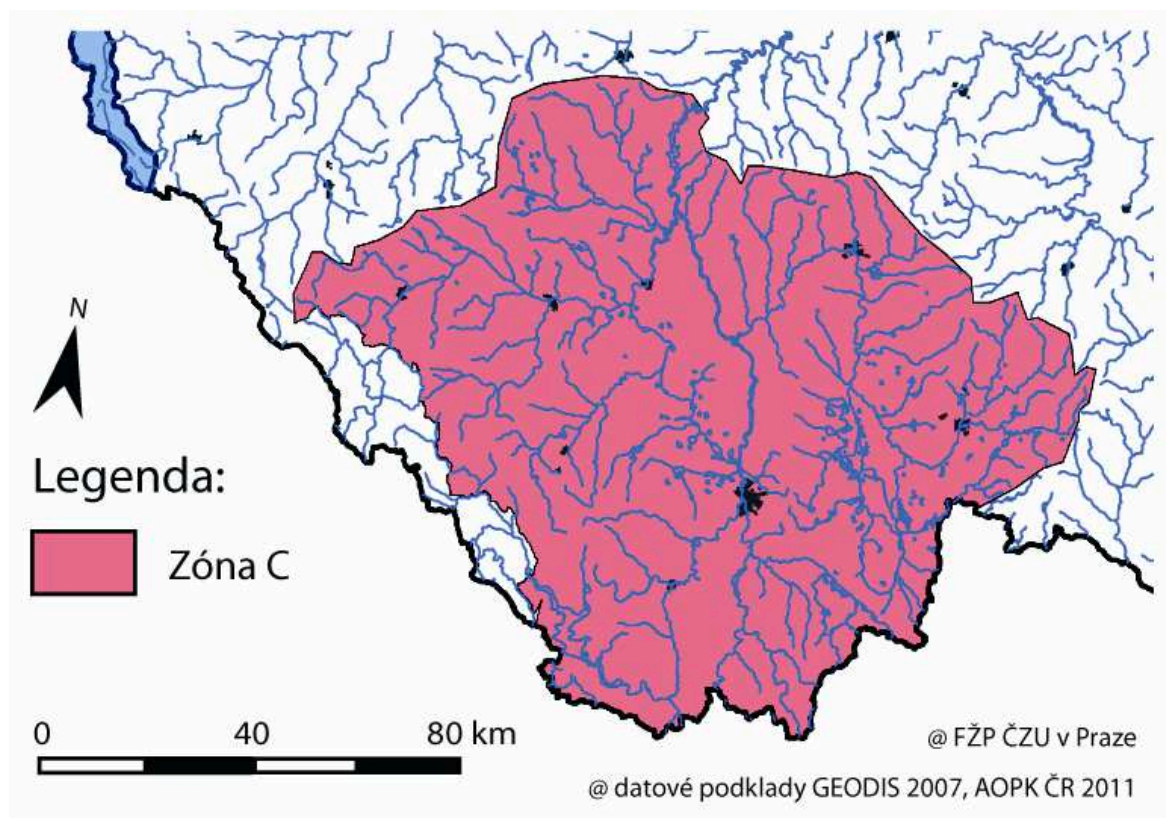 N
Legenda:
Zóna C
0 40 80 km
@ FŽP ČZU v Praze
@ datové podklady GEODIS 2007, AOPK ČR 2011